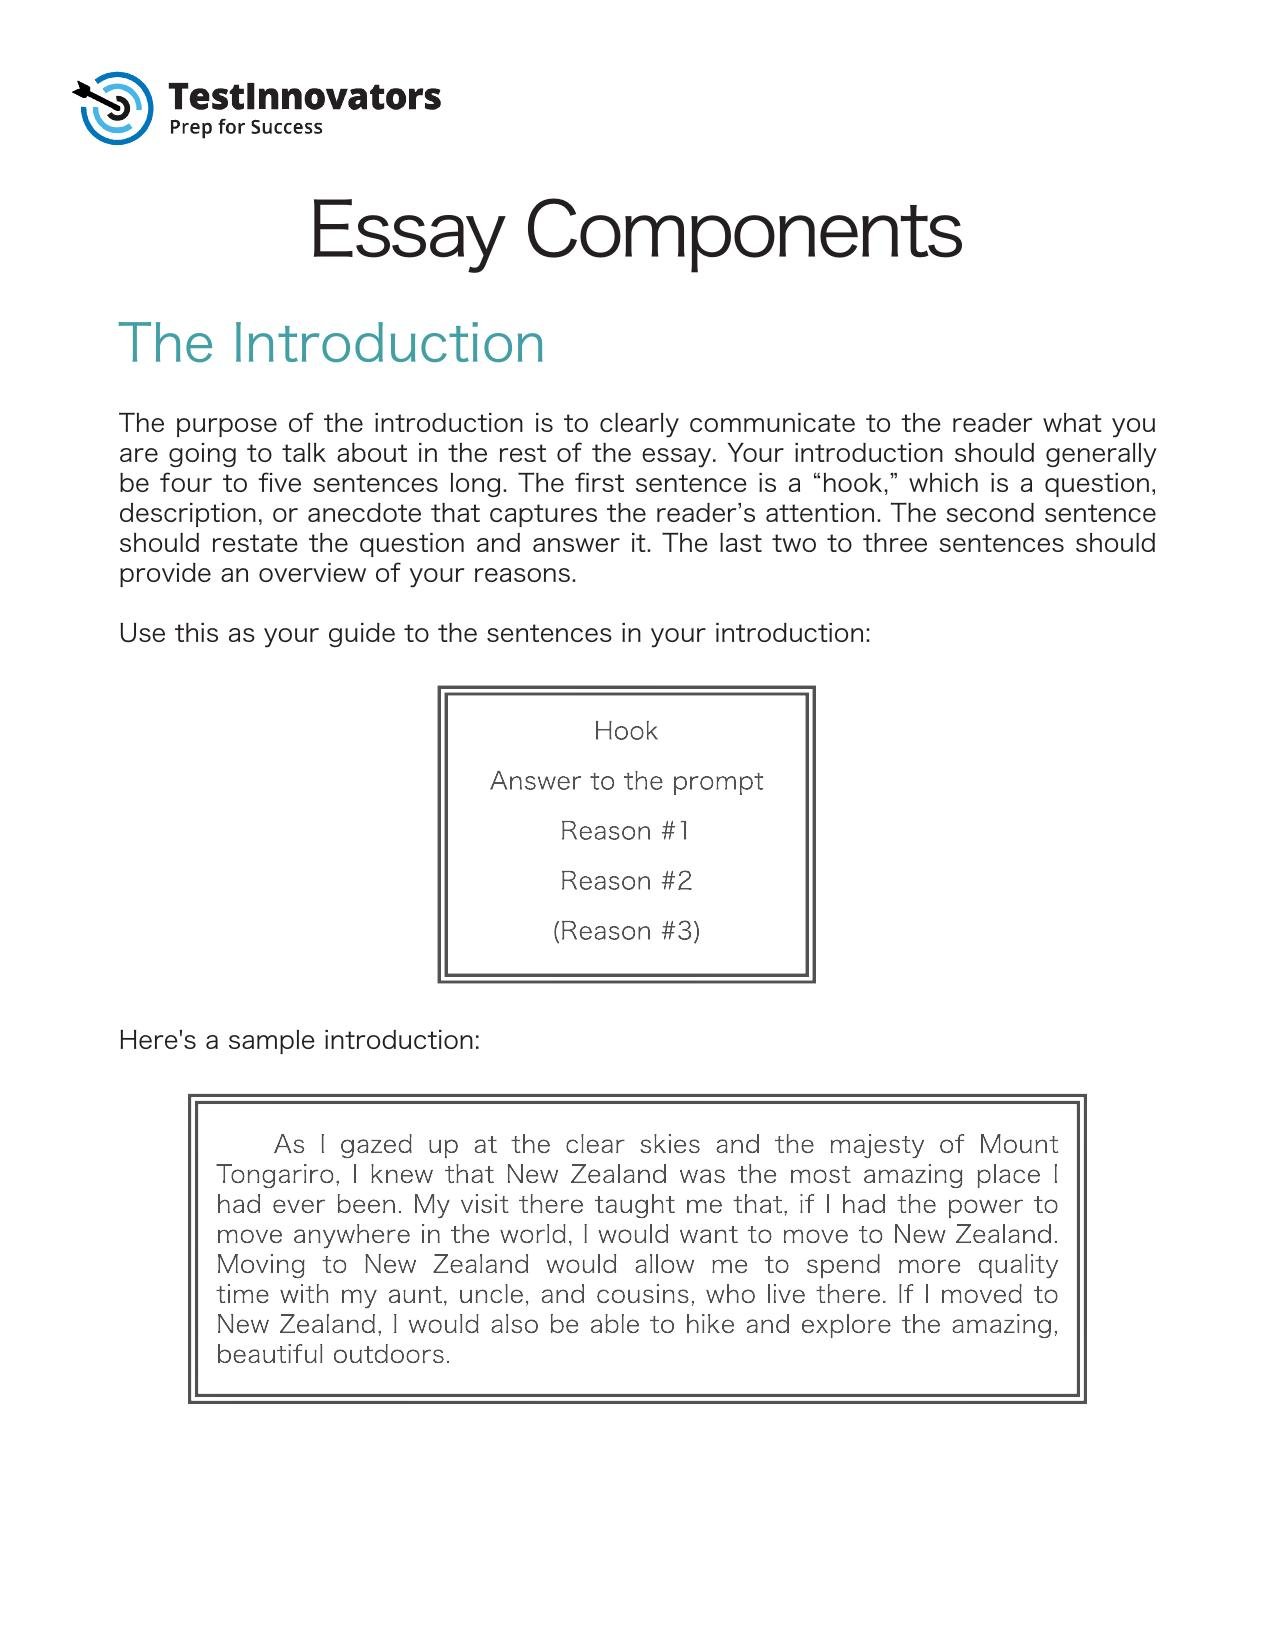 TestInnovators
Prep for Success
Essay Components
The Introduction
The purpose of the introduction is to clearly communicate to the reader what you
are going to talk about in the rest of the essay. Your introduction should generally
be four to five sentences long. The first sentence is a “hook,” which is a question,
description, or anecdote that captures the reader’s attention. The second sentence
should restate the question and answer it. The last two to three sentences should
provide an overview of your reasons.
Use this as your guide to the sentences in your introduction:
Hook
Answer to the prompt
Reason #1
Reason #2
(Reason #3)
Here's a sample introduction:
As I gazed up at the clear skies and the majesty of Mount
Tongariro, I knew that New Zealand was the most amazing place I
had ever been. My visit there taught me that, if I had the power to
move anywhere in the world, I would want to move to New Zealand.
Moving to New Zealand would allow me to spend more quality
time with my aunt, uncle, and cousins, who live there. If I moved to
New Zealand, I would also be able to hike and explore the amazing,
beautiful outdoors.